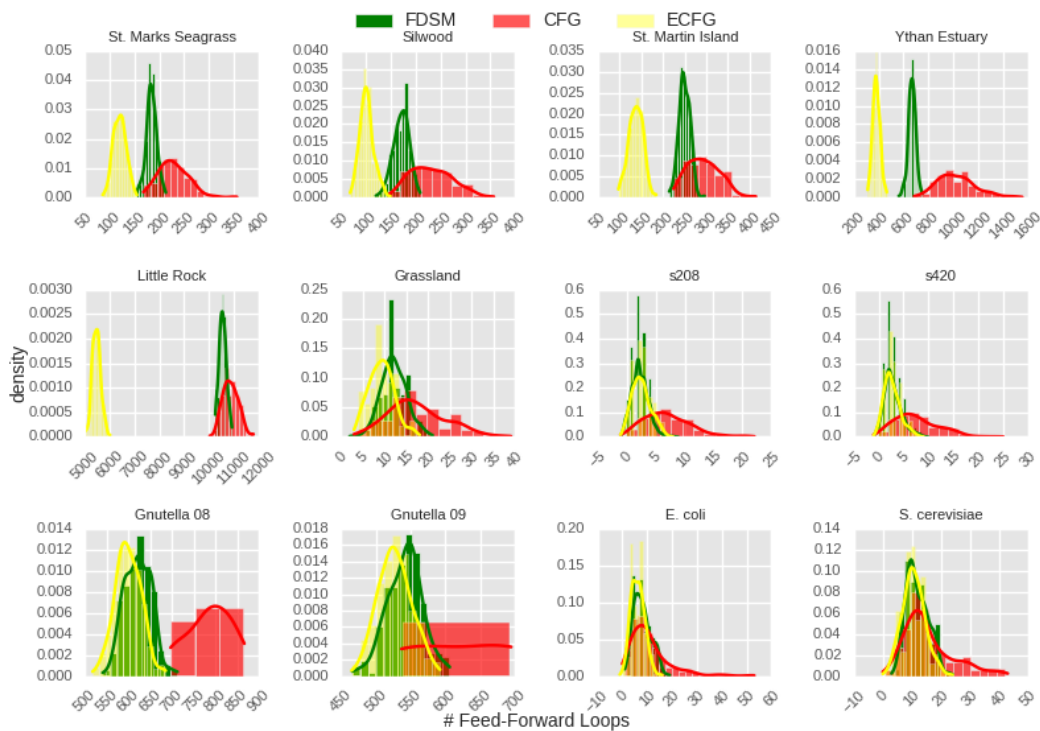 FDSM CFG ECFG
St. Marks Seagrass Silwood St. Martin Island Ythan Estuary
0.05 0.040 0.035 0.016
0.04 0.035 0.030 0.014
0.03 0.030 0.025 0.012
0.02 0.025 0.020 0.010
0.01 0.020 0.015 0.008
0.00 0.015 0.010 0.006
0.010 0.005 0.004
0.005 0.000 0.002
0.000 0.000
50 100 150 200 250 300 350 400
50 100 150 200 250 300 350 400
50 100 150 200 250 300 350 400 450
200 400 600 800 1000 1200 1400 1600
Little Rock Grassland s208 s420
density
0.0030 0.25 0.6 0.6
0.0025 0.20 0.5 0.5
0.0020 0.15 0.4 0.4
0.0015 0.10 0.3 0.3
0.0010 0.05 0.2 0.2
0.0005 0.00 0.1 0.1
0.0000 0.0 0.0
5000 6000 7000 8000 9000 10000 11000 12000
0 5 10 15 20 25 30 35 40
-5 0 5 10 15 20 25
-5 0 5 10 15 20 25 30
Gnutella 08 Gnutella 09 E. coli S. cerevisiae
0.014 0.018 0.20 0.14
0.012 0.016 0.15 0.12
0.010 0.014 0.10 0.10
0.008 0.012 0.05 0.08
0.006 0.010 0.00 0.06
0.004 0.008 0.04
0.002 0.006 0.02
0.000 0.004 0.00
0.002
0.000
500 550 600 650 700 750 800 850 900
450 500 550 600 650 700
-10 0 10 20 30 40 50 60
-10 0 10 20 30 40 50
# Feed-Forward Loops